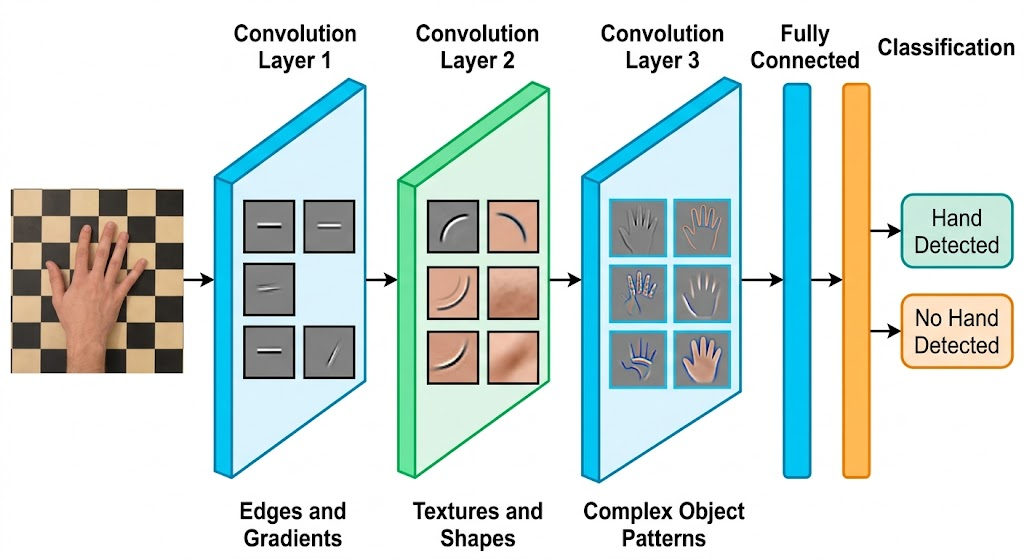 Convolution
Layer 1
Convolution
Layer 2
Convolution
Layer 3
Fully
Connected
Classification
Hand
Detected
No Hand
Detected
Edges and
Gradients
Textures and
Shapes
Complex Object
Patterns